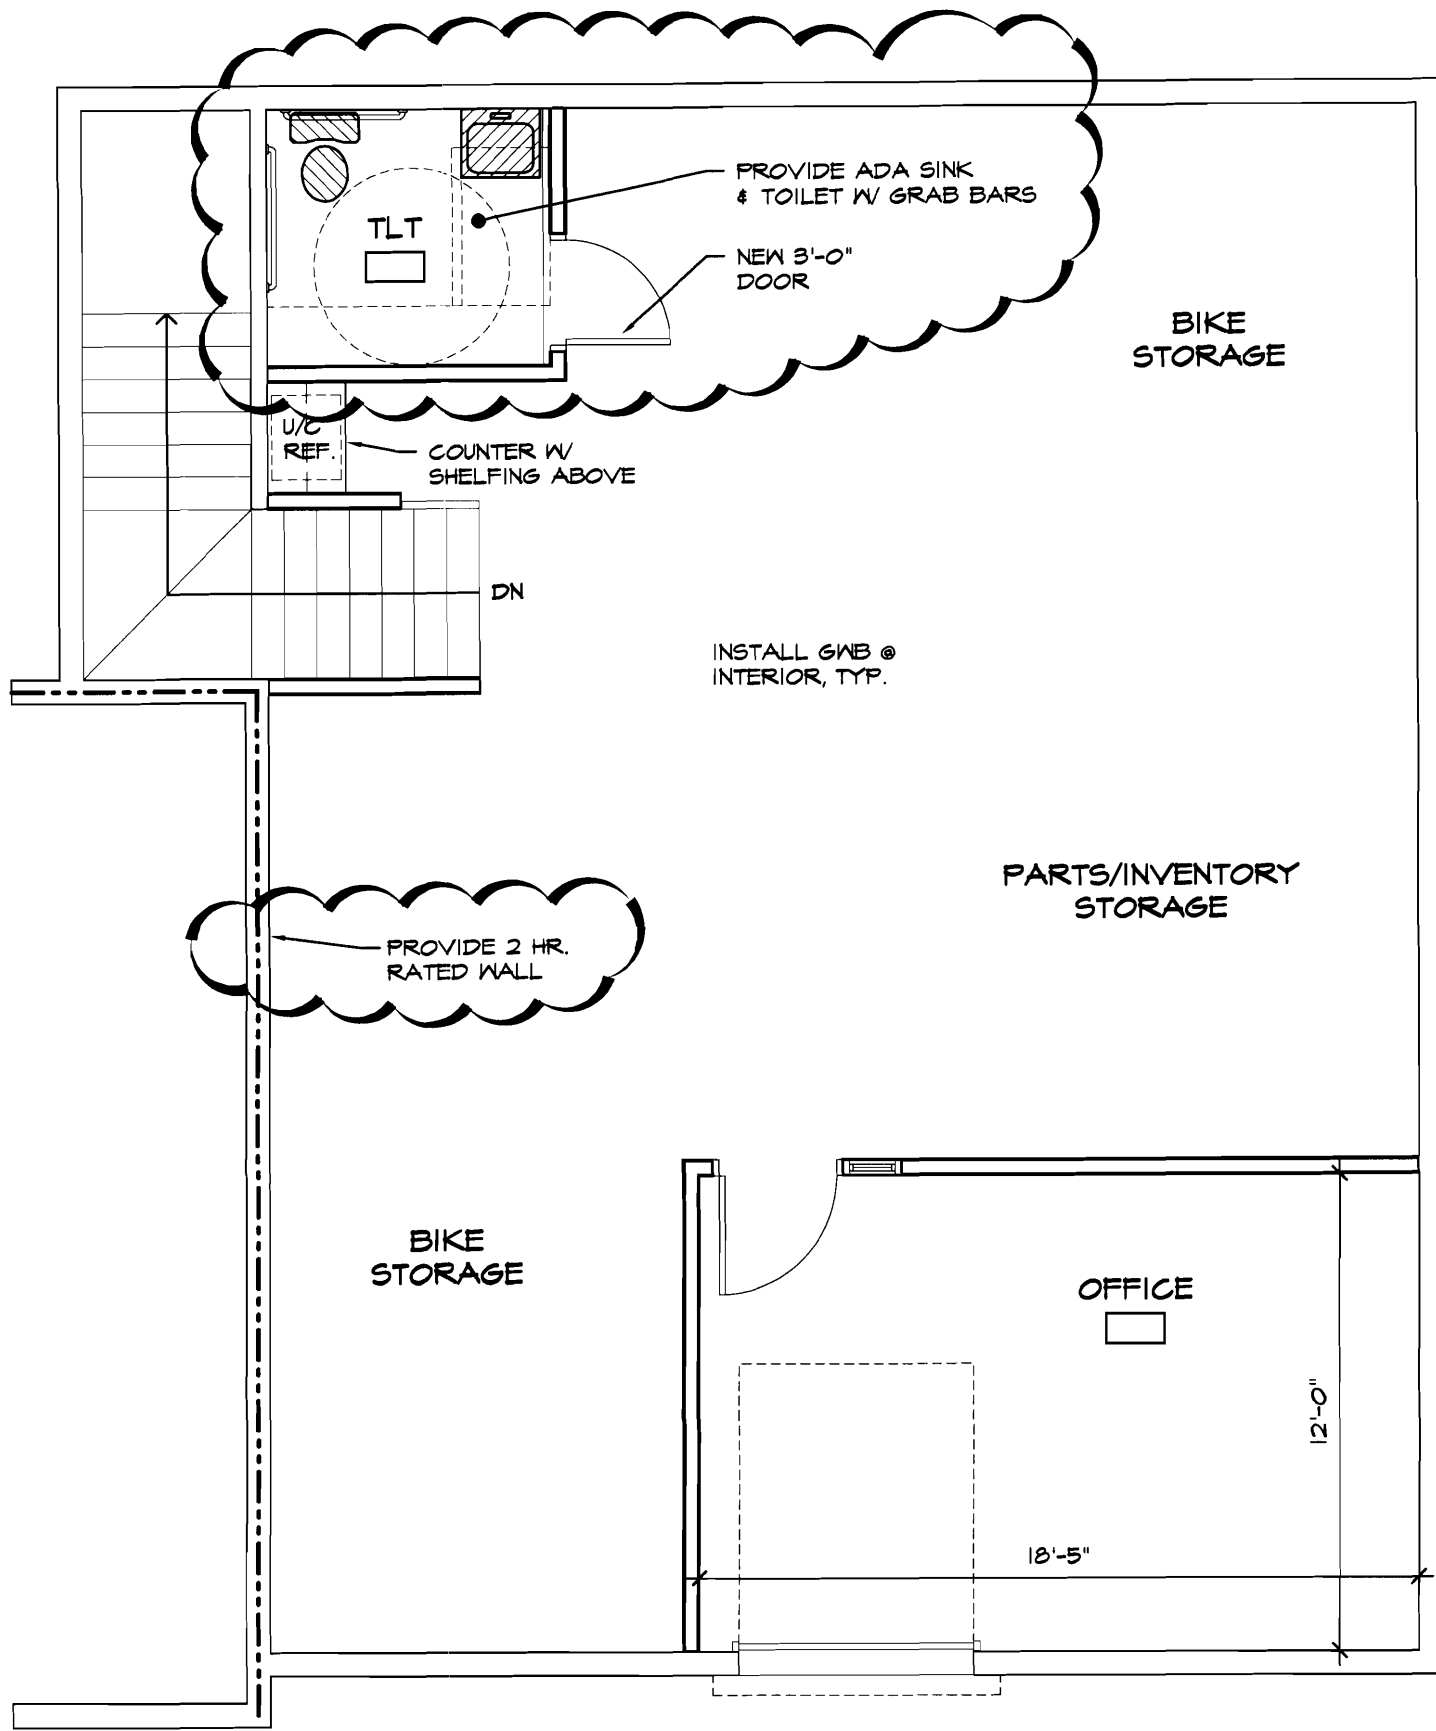 PROVIDE ADA SINK
& TOILET W/ GRAB BARS
TLT
NEW 3'-0"
DOOR
BIKE
STORAGE
U/C
REF.
COUNTER W/
SHELFING ABOVE
DN
INSTALL GWB @
INTERIOR, TYP.
PARTS/INVENTORY
STORAGE
PROVIDE 2 HR.
RATED WALL
BIKE
STORAGE
OFFICE
12'-0"
18'-5"